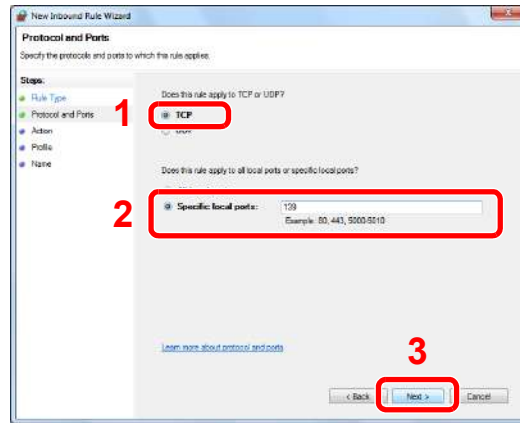 New Inbound Rule Wizard
Protocol and Ports
Specify the protocols and ports to which this rule applies.
Steps:
Rule Type
Protocol and Ports
Action
Profile
Name
Does this rule apply to TCP or UDP?
1
TCP
UDP
Does this rule apply to all local ports or specific local ports?
2
Specific local ports:
139
Example: 80, 443, 5000-5010
Learn more about protocol and ports
3
< Back
Next >
Cancel